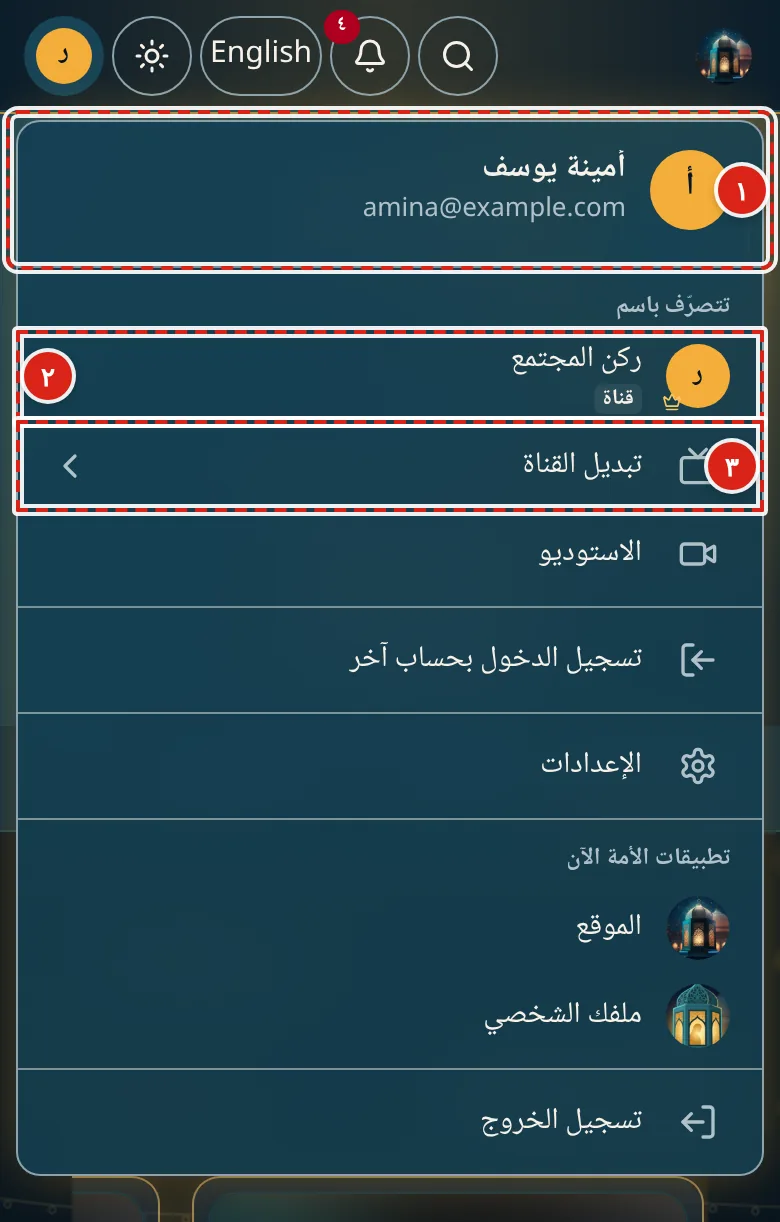 ر
English
٤
أمينة يوسف
أ
١
amina@example.com
تتصرّف باسم
ركن المجتمع
ر
٢
قناة
تبديل القناة
٣
الاستوديو
تسجيل الدخول بحساب آخر
الإعدادات
تطبيقات الأمة الآن
الموقع
ملفك الشخصي
تسجيل الخروج